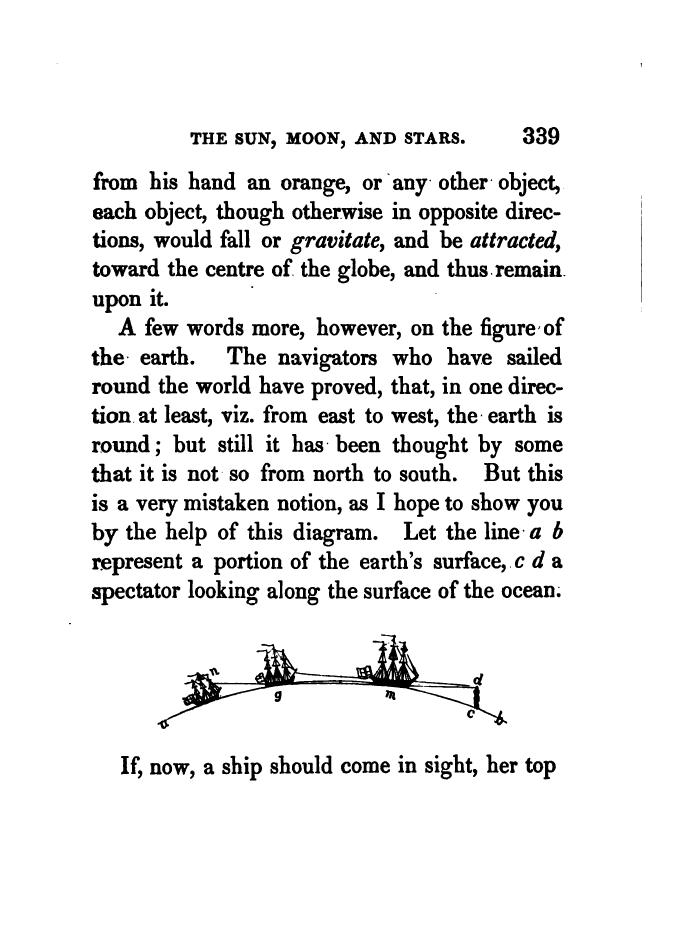 THE SUN, MOON, AND STARS. 339
from his hand an orange, or any other object,
each object, though otherwise in opposite direc-
tions, would fall or gravitate, and be attracted,
toward the centre of the globe, and thus remain
upon it.
A few words more, however, on the figure of
the earth. The navigators who have sailed
round the world have proved, that, in one direc-
tion at least, viz. from east to west, the earth is
round; but still it has been thought by some
that it is not so from north to south. But this
is a very mistaken notion, as I hope to show you
by the help of this diagram. Let the line a b
represent a portion of the earth's surface, c d a
spectator looking along the surface of the ocean.
n
d
g
m
c
a
b
If, now, a ship should come in sight, her top